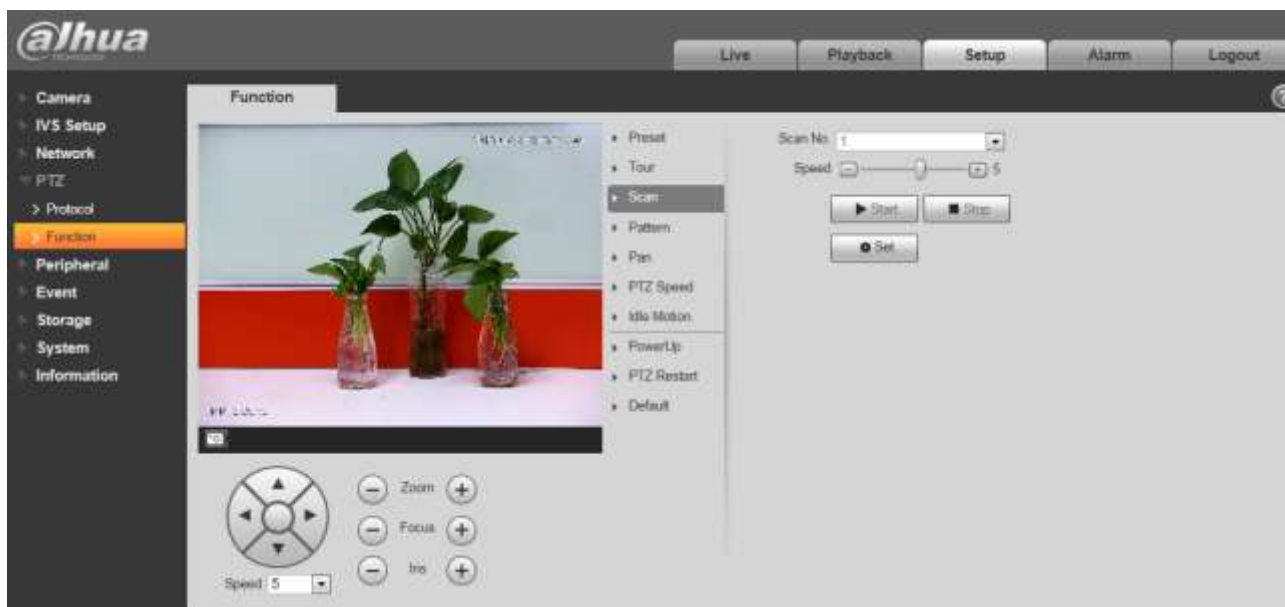 alhua
TECHNOLOGY
Live
Playback
Setup
Alarm
Logout
Camera
IVS Setup
Network
PTZ
> Protocol
> Function
Peripheral
Event
Storage
System
Information
Function
Preset
Tour
Scan
Pattern
Pan
PTZ Speed
Idle Motion
PowerUp
PTZ Restart
Default
Scan No. 1
Speed 5
Start Stop
Set
Zoom
Focus
Iris
Speed 5